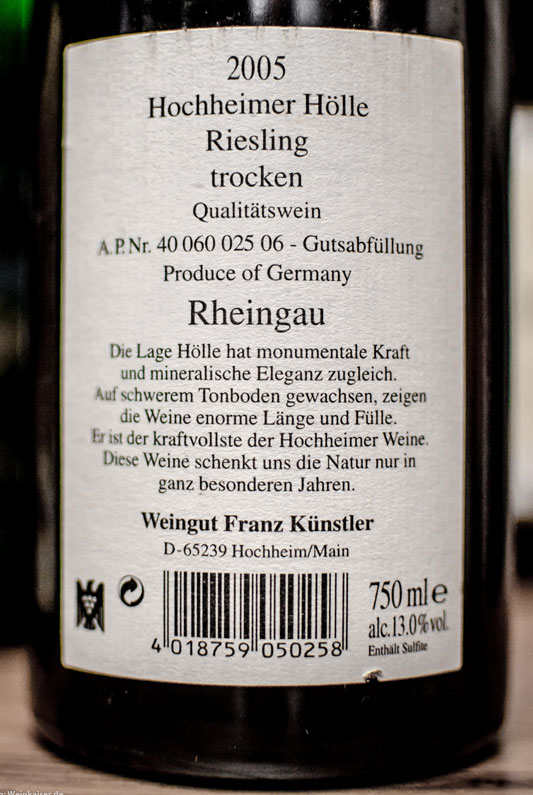 2005
Hochheimer Hölle
Riesling
trocken
Qualitätswein
A.P.Nr. 40 060 025 06 - Gutsabfüllung
Produce of Germany
Rheingau
Die Lage Hölle hat monumentale Kraft
und mineralische Eleganz zugleich.
Auf schwerem Tonboden gewachsen, zeigen
die Weine enorme Länge und Fülle.
Er ist der kraftvollste der Hochheimer Weine.
Diese Weine schenkt uns die Natur nur in
ganz besonderen Jahren.
Weingut Franz Künstler
D-65239 Hochheim/Main
750 ml e
alc.13.0%vol.
Enthält Sulfite
4 018759 050258
Weinkaiser.de